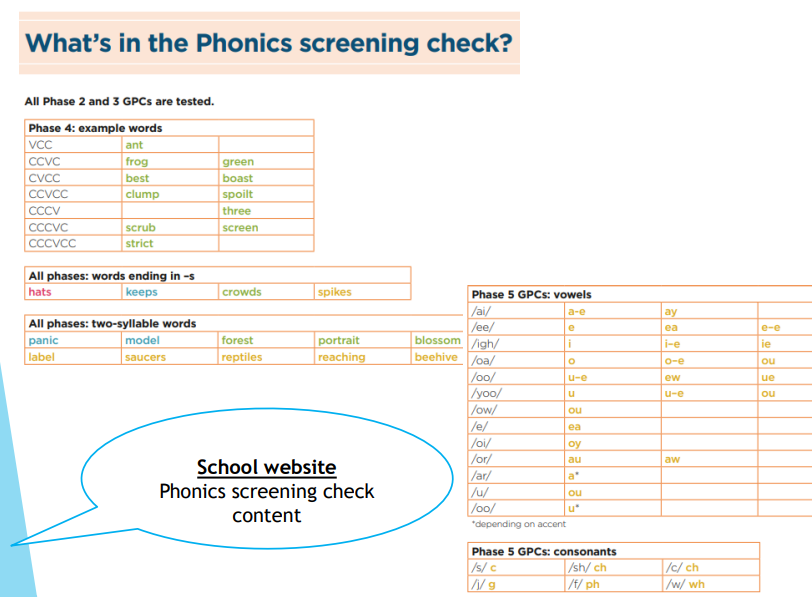 What's in the Phonics screening check?
All Phase 2 and 3 GPCs are tested.
Phase 4: example words
VCC ant
CCVC frog green
CVCC best boast
CCVCC clump spoilt
CCCV three
CCCVC scrub screen
CCCVCC strict
All phases: words ending in –s
hats keeps crowds spikes
All phases: two-syllable words
panic model forest portrait blossom
label saucers reptiles reaching beehive
School website
Phonics screening check
content
Phase 5 GPCs: vowels
/ai/ a-e ay
/ee/ e ea e-e
/igh/ i i-e ie
/oa/ o o-e ou
/oo/ u-e ew ue
/yoo/ u u-e ou
/ow/ ou
/e/ ea
/oi/ oy
/or/ au aw
/ar/ a*
/u/ ou
/oo/ u*
*depending on accent
Phase 5 GPCs: consonants
/s/ c /sh/ ch /c/ ch
/j/ g /f/ ph /w/ wh